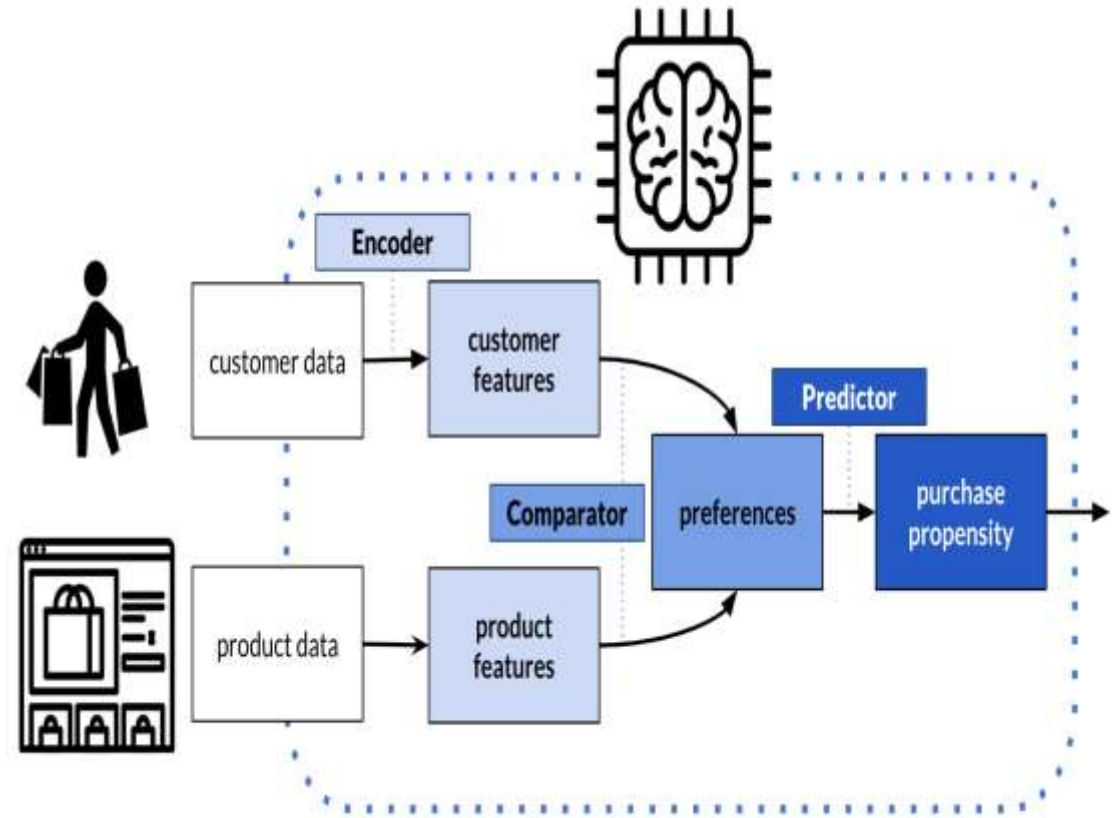 Encoder
customer data
customer
features
Predictor
Comparator
preferences
purchase
propensity
product data
product
features